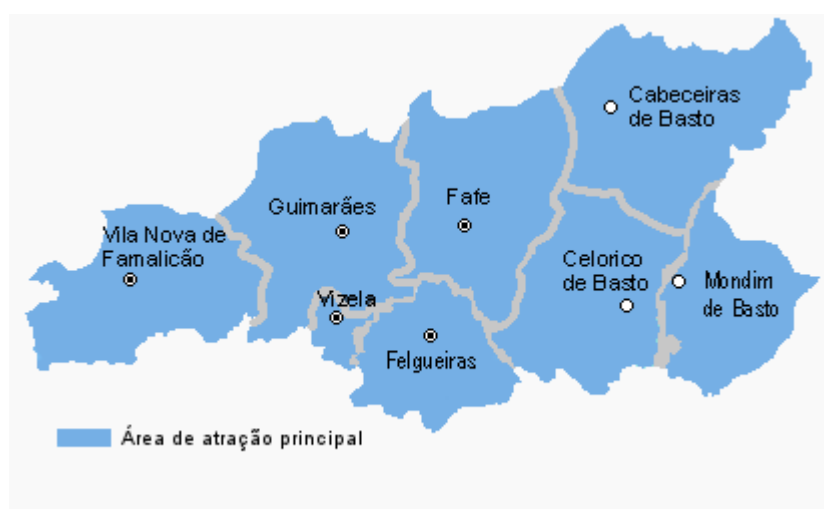 Cabeceiras
de Basto
Fafe
Guimarães
Vila Nova de
Famalicão
Celorico
de Basto
Mondim
de Basto
Vizela
Felgueiras
Área de atração principal